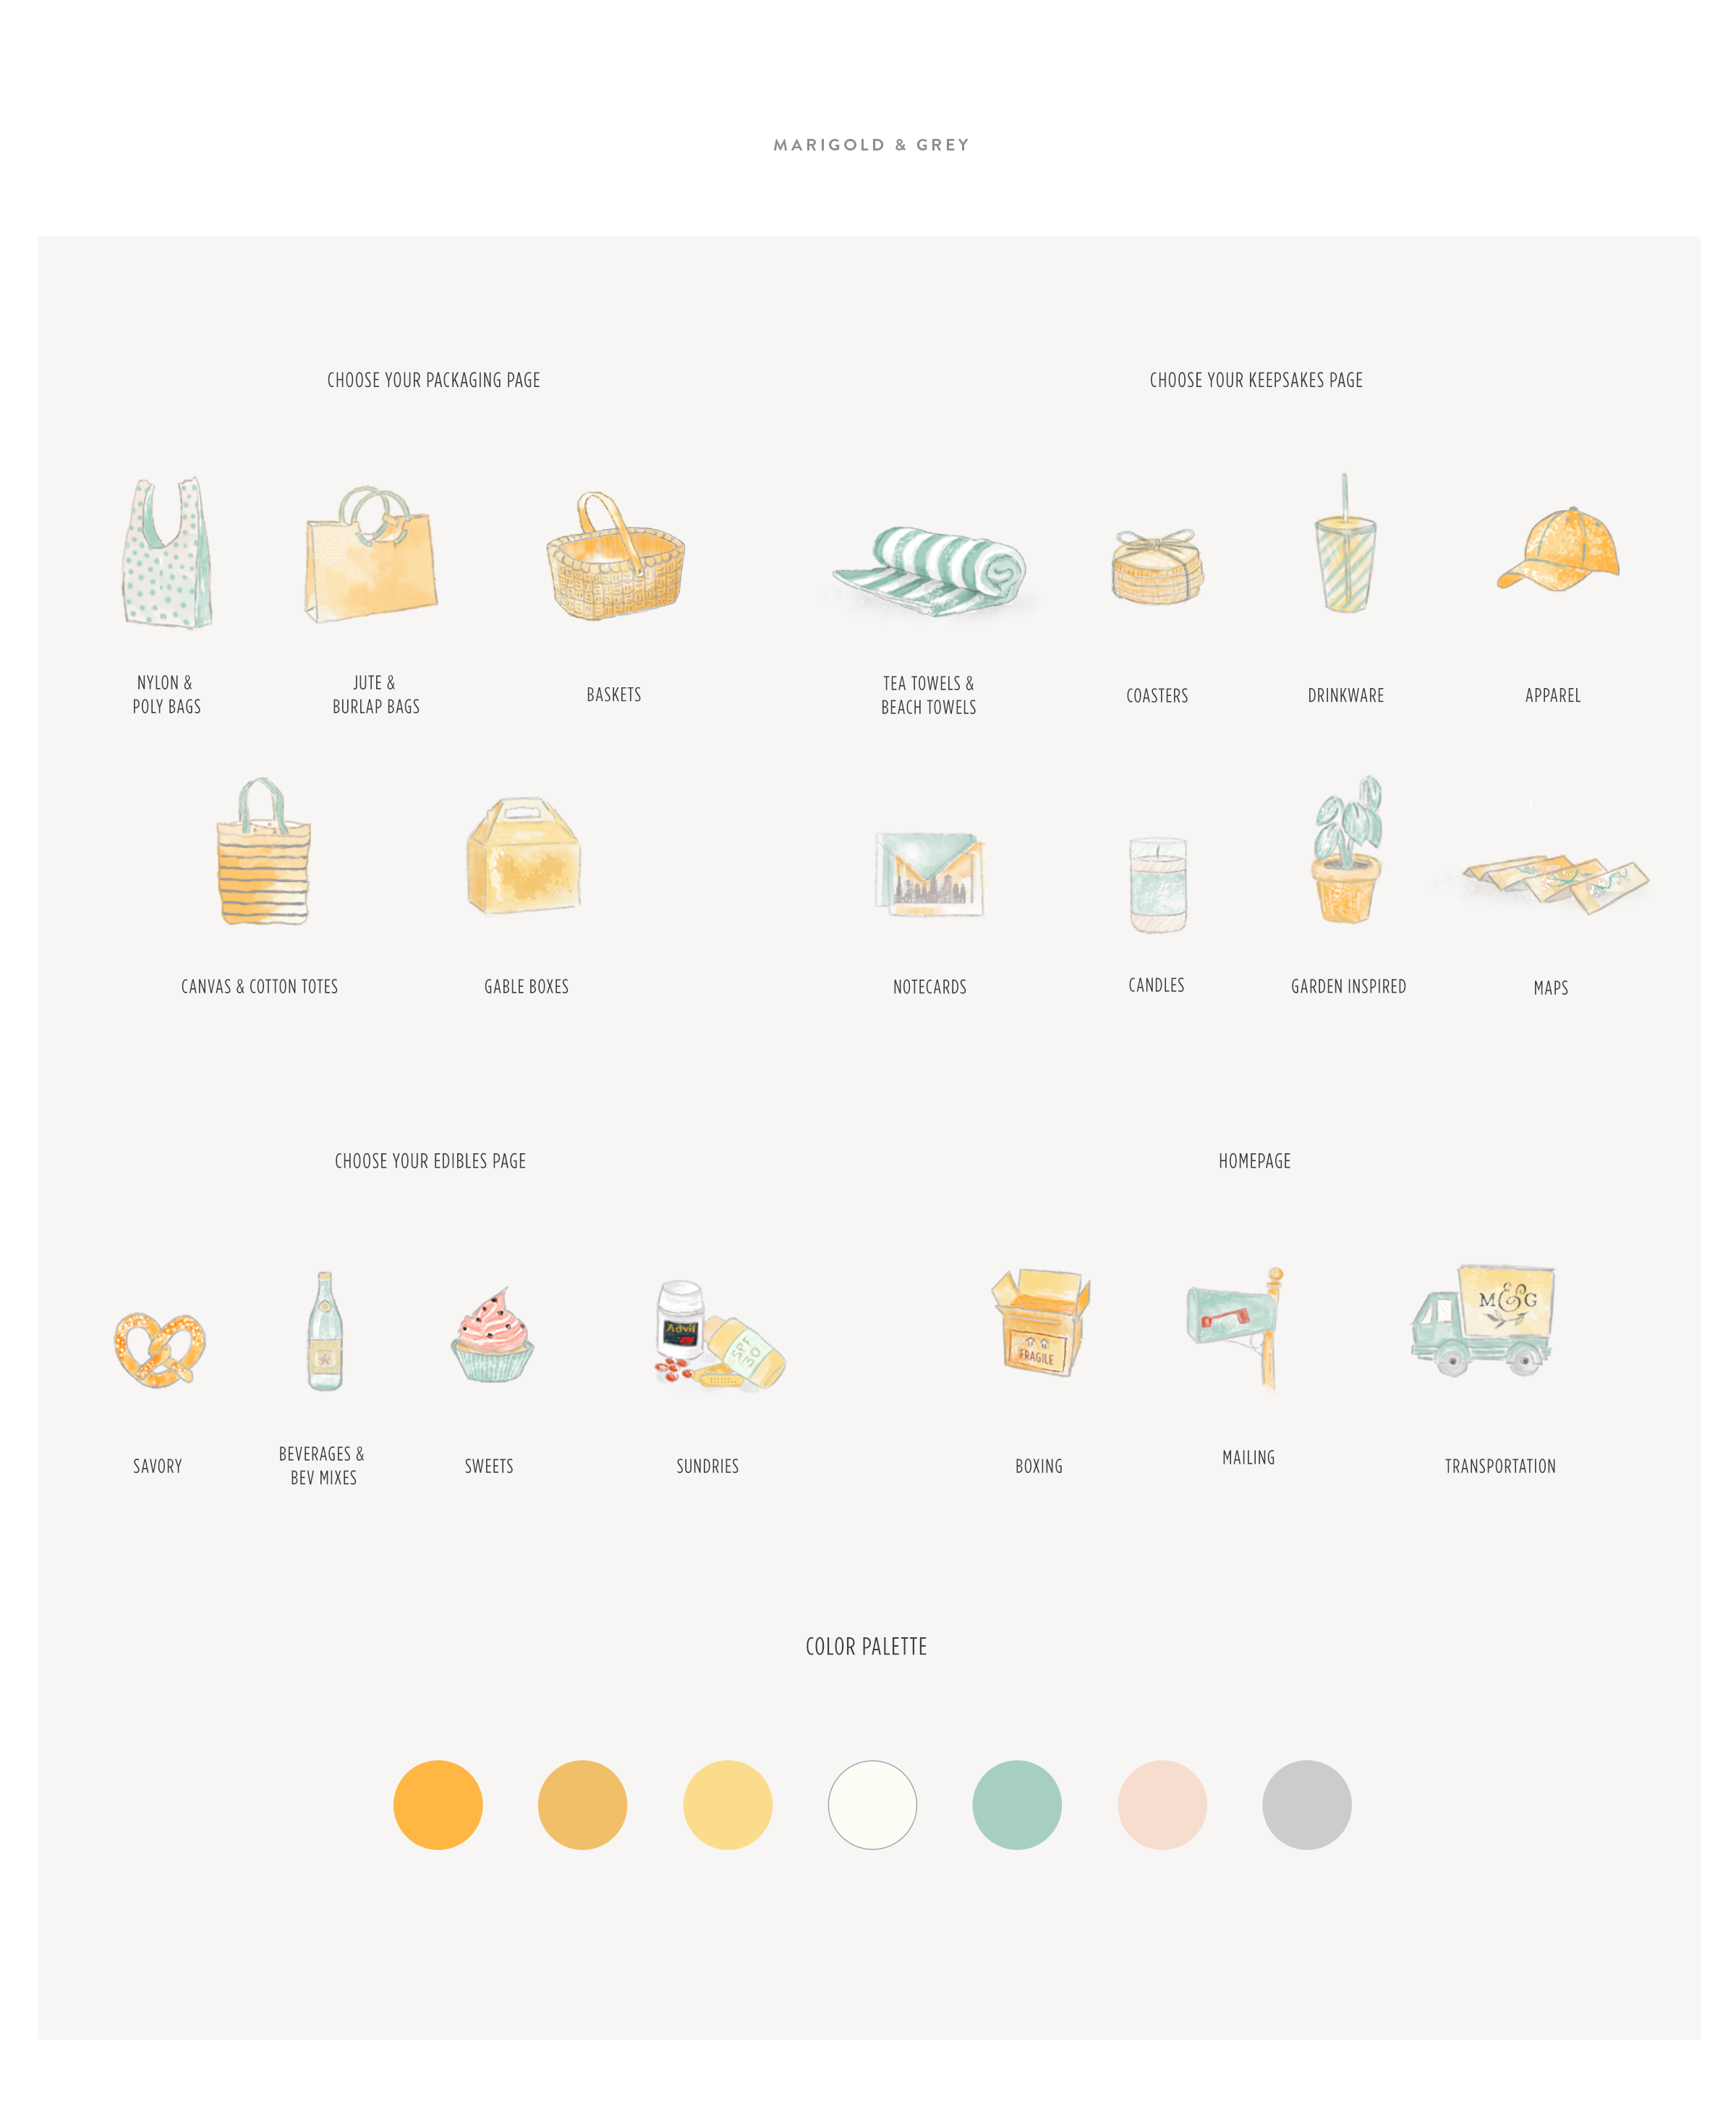 MARIGOLD & GREY
CHOOSE YOUR PACKAGING PAGE
NYLON &
POLY BAGS
JUTE &
BURLAP BAGS
BASKETS
CANVAS & COTTON TOTES
GABLE BOXES
CHOOSE YOUR KEEPSAKES PAGE
TEA TOWELS &
BEACH TOWELS
COASTERS
DRINKWARE
APPAREL
NOTECARDS
CANDLES
GARDEN INSPIRED
MAPS
CHOOSE YOUR EDIBLES PAGE
SAVORY
BEVERAGES &
BEV MIXES
SWEETS
Advil
SPF
30
SUNDRIES
HOMEPAGE
FRAGILE
BOXING
MAILING
M&G
TRANSPORTATION
COLOR PALETTE